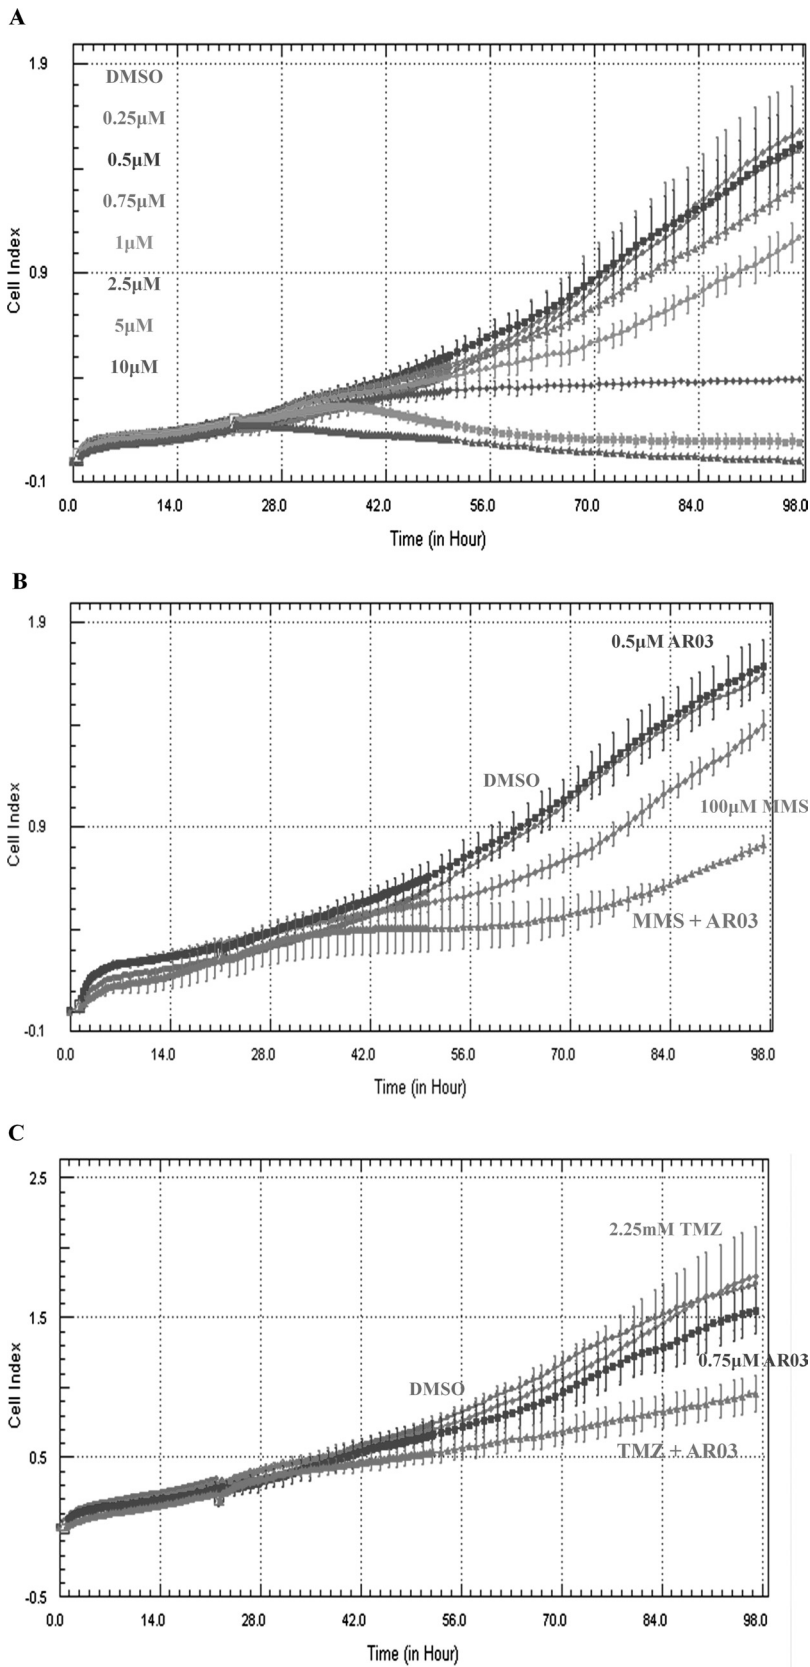 A
1.9
DMSO
0.25µM
0.5µM
0.75µM
1µM
0.9
2.5µM
5µM
10µM
Cell Index
-0.1
0.0 14.0 28.0 42.0 56.0 70.0 84.0 98.0
Time (in Hour)
B
1.9
0.5µM AR03
DMSO
100µM MMS
0.9
MMS + AR03
Cell Index
-0.1
0.0 14.0 28.0 42.0 56.0 70.0 84.0 98.0
Time (in Hour)
C
2.5
2.25mM TMZ
1.5
0.75µM AR03
DMSO
TMZ + AR03
0.5
Cell Index
-0.5
0.0 14.0 28.0 42.0 56.0 70.0 84.0 98.0
Time (in Hour)